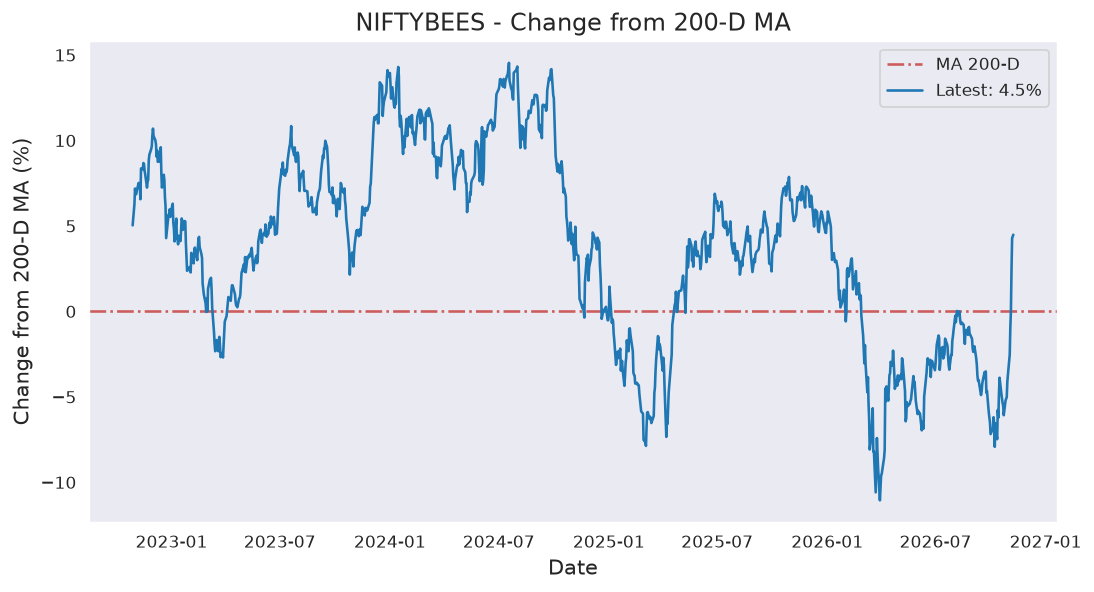 NIFTYBEES - Change from 200-D MA
MA 200-D
Latest: 4.5%
Change from 200-D MA (%)
15
10
5
0
−5
−10
2023-01 2023-07 2024-01 2024-07 2025-01 2025-07 2026-01 2026-07 2027-01
Date